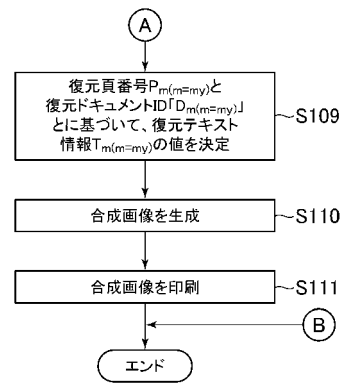 A
復元頁番号Pm(m=my)と
復元ドキュメントID「Dm(m=my)」
とに基づいて、復元テキスト
情報Tm(m=my)の値を決定
S109
合成画像を生成
S110
合成画像を印刷
S111
B
エンド